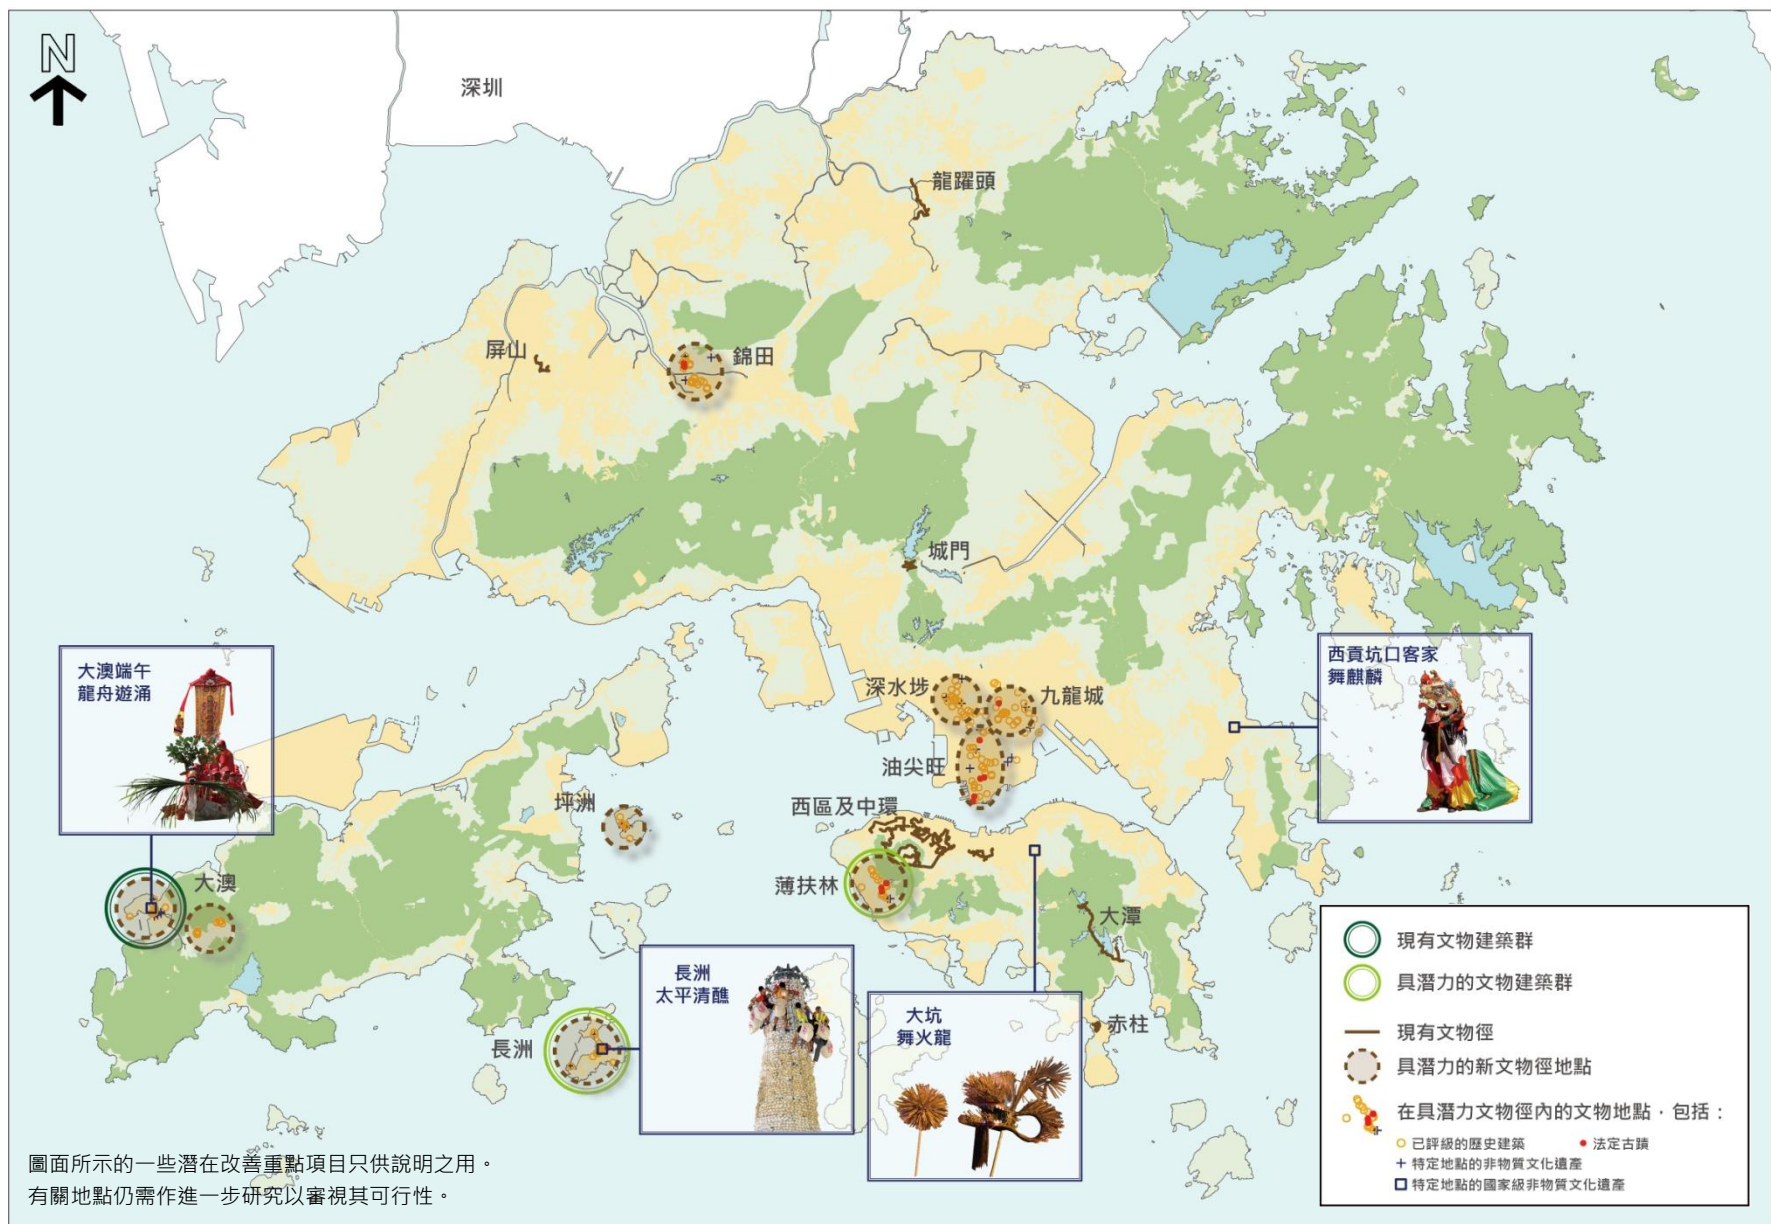 N
深圳
龍躍頭
屏山
錦田
城門
大澳端午
龍舟遊涌
西貢坑口客家
舞麒麟
深水埗
九龍城
油尖旺
坪洲
西區及中環
薄扶林
大澳
大潭
長洲
太平清醮
大坑
舞火龍
赤柱
長洲
現有文物建築群
具潛力的文物建築群
現有文物徑
具潛力的新文物徑地點
在具潛力文物徑內的文物地點，包括：
已評級的歷史建築
法定古蹟
特定地點的非物質文化遺產
特定地點的國家級非物質文化遺產
圖面所示的一些潛在改善重點項目只供說明之用。
有關地點仍需作進一步研究以審視其可行性。